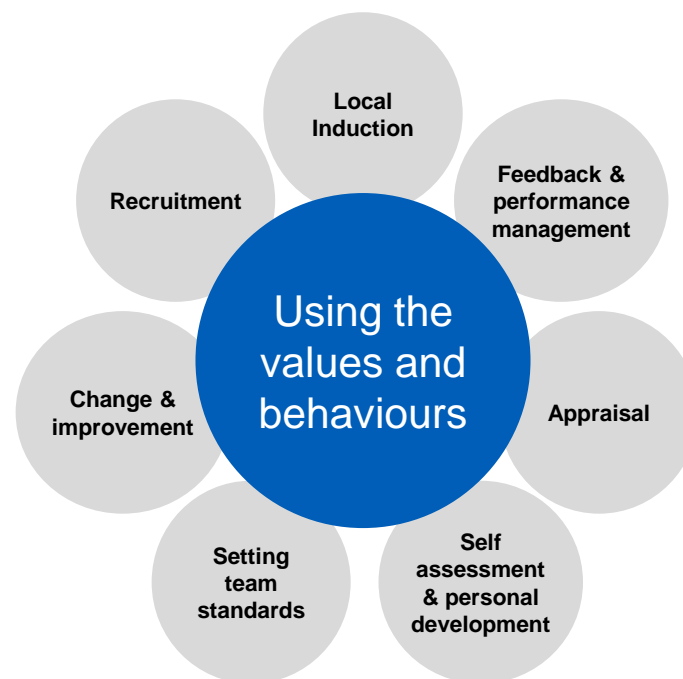 Local
Induction
Feedback &
performance
management
Recruitment
Using the
values and
behaviours
Change &
improvement
Appraisal
Setting
team
standards
Self
assessment
& personal
development